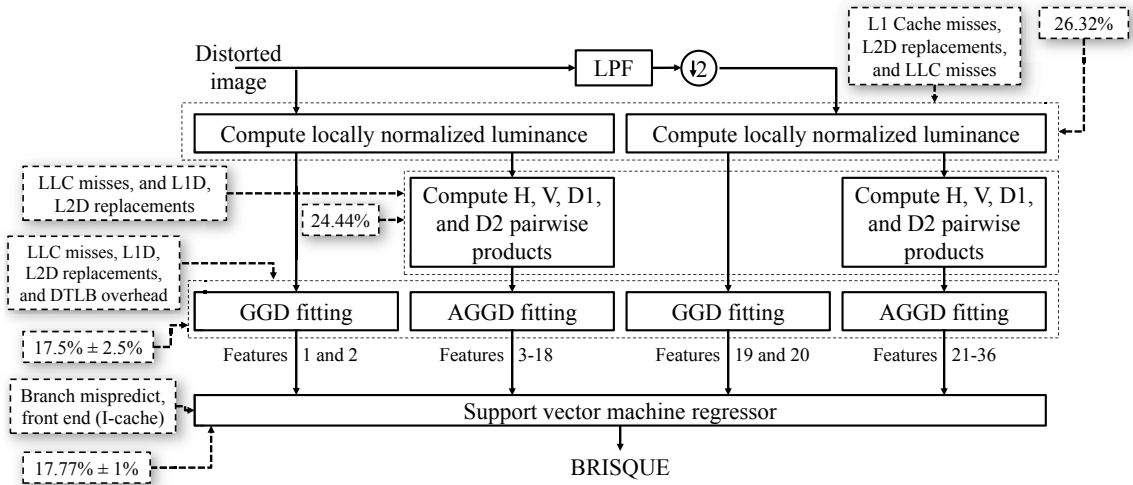 L1 Cache misses,
L2D replacements,
and LLC misses
26.32%
Distorted
image
LPF
↓2
Compute locally normalized luminance
Compute locally normalized luminance
LLC misses, and L1D,
L2D replacements
24.44%
Compute H, V, D1,
and D2 pairwise
products
Compute H, V, D1,
and D2 pairwise
products
LLC misses, L1D,
L2D replacements,
and DTLB overhead
17.5% ± 2.5%
GGD fitting
AGGD fitting
GGD fitting
AGGD fitting
Features 1 and 2
Features 3-18
Features 19 and 20
Features 21-36
Branch mispredict,
front end (I-cache)
17.77% ± 1%
Support vector machine regressor
BRISQUE